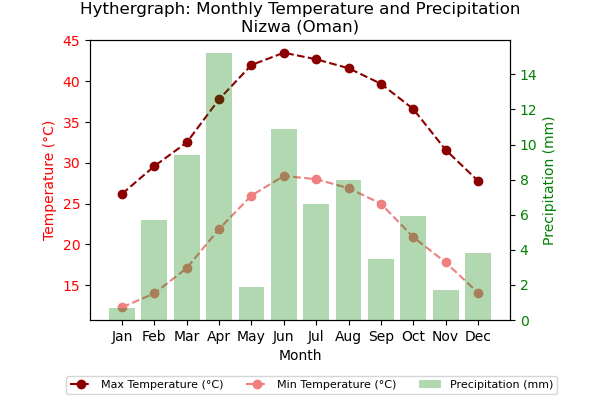 Hythergraph: Monthly Temperature and Precipitation
Nizwa (Oman)
Temperature (°C)
45
40
35
30
25
20
15
Precipitation (mm)
14
12
10
8
6
4
2
0
Jan Feb Mar Apr May Jun Jul Aug Sep Oct Nov Dec
Month
Max Temperature (°C) Min Temperature (°C) Precipitation (mm)